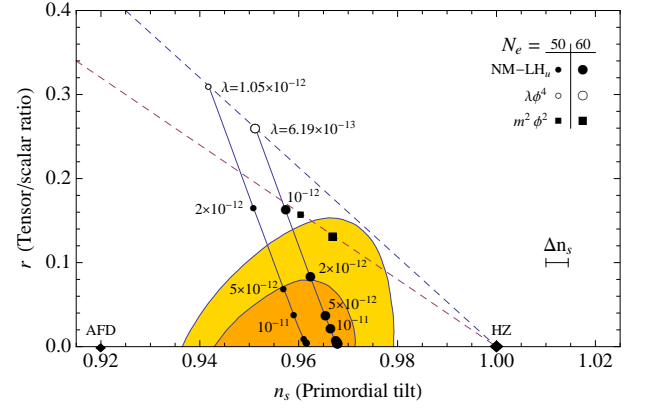 0.4
0.3
0.2
0.1
0.0
r (Tensor/scalar ratio)
N_e = 50 60
NM−LH_u
λϕ^4
m^2 ϕ^2
λ=1.05×10^−12
λ=6.19×10^−13
2×10^−12
10^−12
Δn_s
2×10^−12
5×10^−12
5×10^−12
10^−11
10^−11
AFD
HZ
0.92 0.94 0.96 0.98 1.00 1.02
n_s (Primordial tilt)